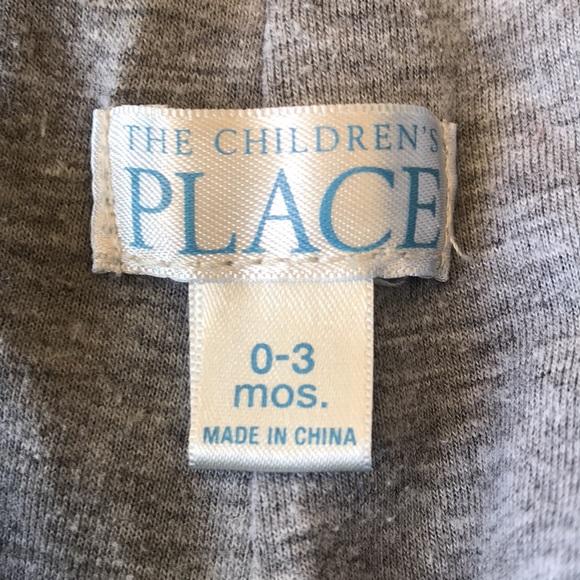 THE CHILDREN'S
PLACE
0-3
mos.
MADE IN CHINA